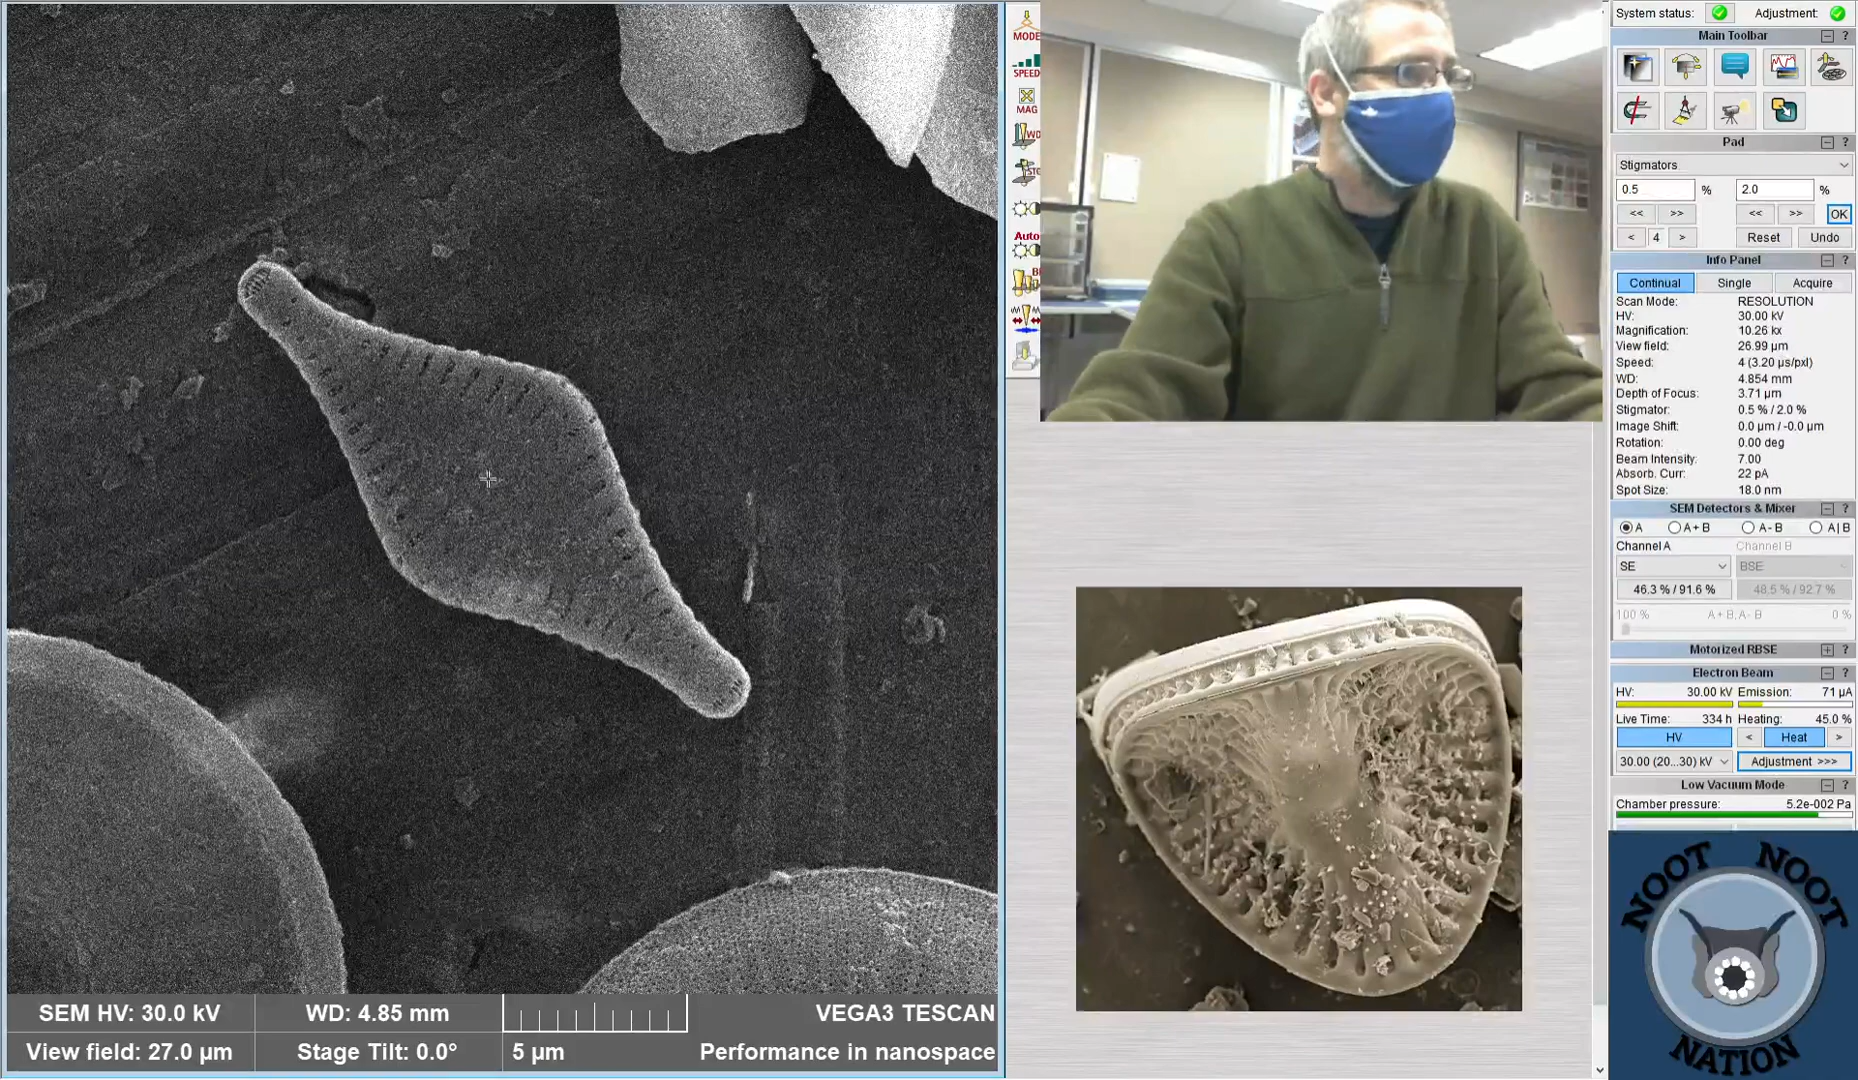 SEM HV: 30.0 kV
WD: 4.85 mm
VEGA3 TESCAN
View field: 27.0 µm
Stage Tilt: 0.0°
5 µm
Performance in nanospace
MODE
SPEED
MAG
WD
Auto
System status:
Adjustment:
Main Toolbar
?
Pad
?
Stigmators
0.5 % 2.0 %
<< >> << >> OK
< 4 > Reset Undo
Info Panel
?
Continual Single Acquire
Scan Mode: RESOLUTION
HV: 30.00 kV
Magnification: 10.26 kx
View field: 26.99 µm
Speed: 4 (3.20 µs/pxl)
WD: 4.854 mm
Depth of Focus: 3.71 µm
Stigmator: 0.5 % / 2.0 %
Image Shift: 0.0 µm / -0.0 µm
Rotation: 0.00 deg
Beam Intensity: 7.00
Absorb. Curr: 22 pA
Spot Size: 18.0 nm
SEM Detectors & Mixer
?
A A + B A - B A | B
Channel A Channel B
SE BSE
46.3 % / 91.6 % 48.5 % / 92.7 %
100 % A + B, A - B 0 %
Motorized RBSE
?
Electron Beam
?
HV: 30.00 kV Emission: 71 µA
Live Time: 334 h Heating: 45.0 %
HV < Heat >
30.00 (20...30) kV Adjustment >>>
Low Vacuum Mode
?
Chamber pressure: 5.2e-002 Pa
NOOT NOOT
NATION